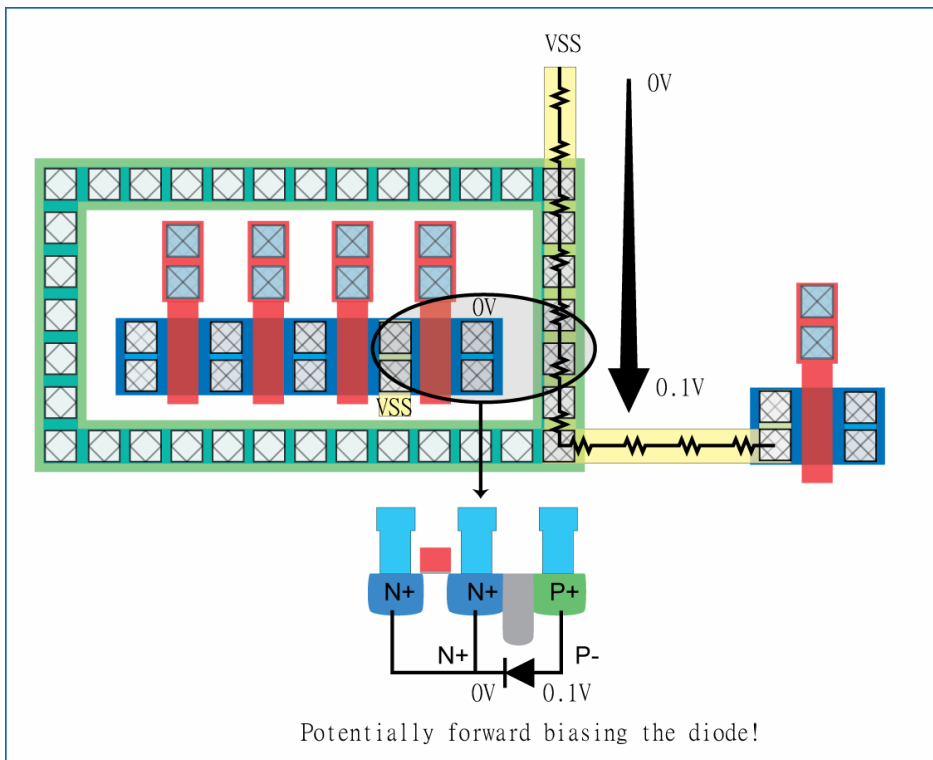 VSS
0V
0V
0.1V
VSS
N+
N+
P+
N+
P-
0V
0.1V
Potentially forward biasing the diode!